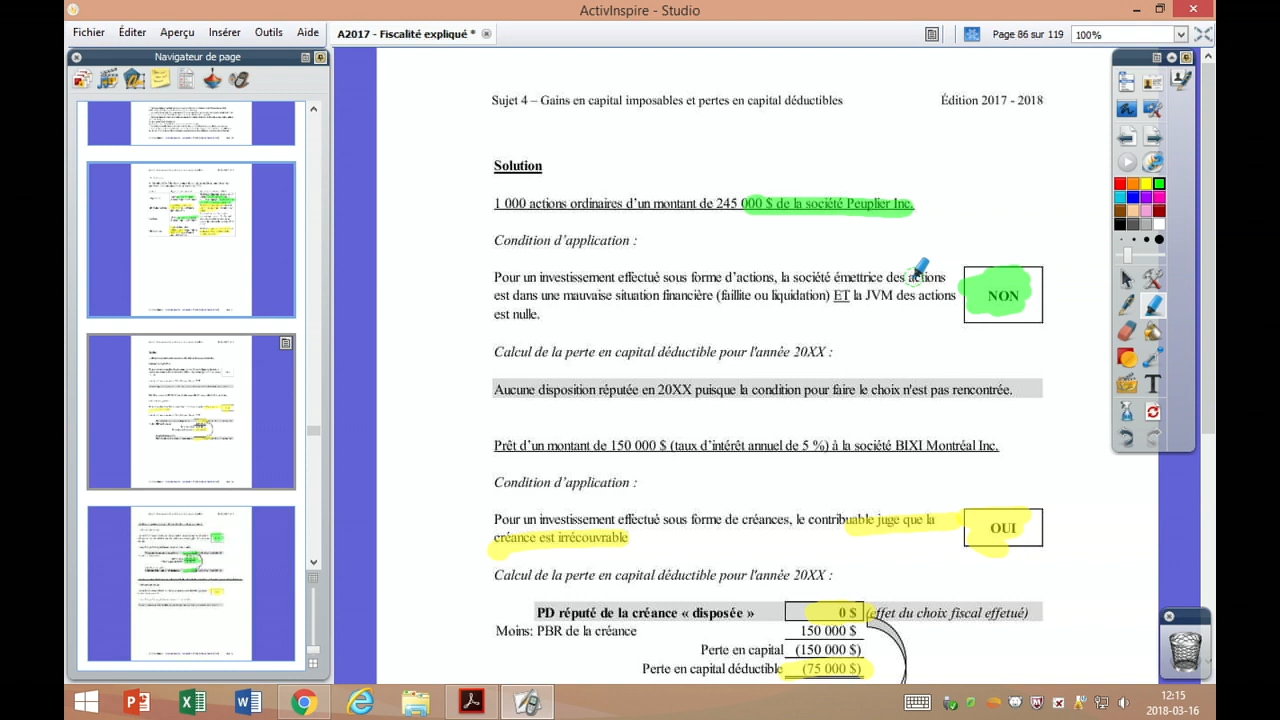 ActivInspire - Studio
Fichier Éditer Aperçu Insérer Outils Aide
A2017 - Fiscalité expliqué *
Page 86 sur 119
100%
Navigateur de page
Sujet 4 – Gains en capital imposables et pertes en capital déductibles
Édition 2017 - 2018
Solution
1 000 actions ordinaires d'un montant de 245 000 $ de la société Peuplier Inc.
Condition d'application :
Pour un investissement effectué sous forme d'actions, la société émettrice des actions
est dans une mauvaise situation financière (faillite ou liquidation) ET la JVM des actions
est nulle.
NON
Calcul de la perte en capital déductible pour l'année 20XX :
Aucune disposition en 20XX puisque la condition pour faire le choix n'est pas rencontrée.
Prêt d'un montant de 150 000 $ (taux d'intérêt annuel de 5 %) à la société BIXI Montréal Inc.
Condition d'application :
Pour un investissement effectué sous forme de créances, le contribuable juge que la
créance est irrécouvrable
OUI
Calcul de la perte en capital déductible pour l'année 20XX :
PD réputé de la créance « disposée » 0 $ (effet du choix fiscal effectué)
Moins: PBR de la créance 150 000 $
Perte en capital (150 000 $)
Perte en capital déductible (75 000 $)
12:15
2018-03-16